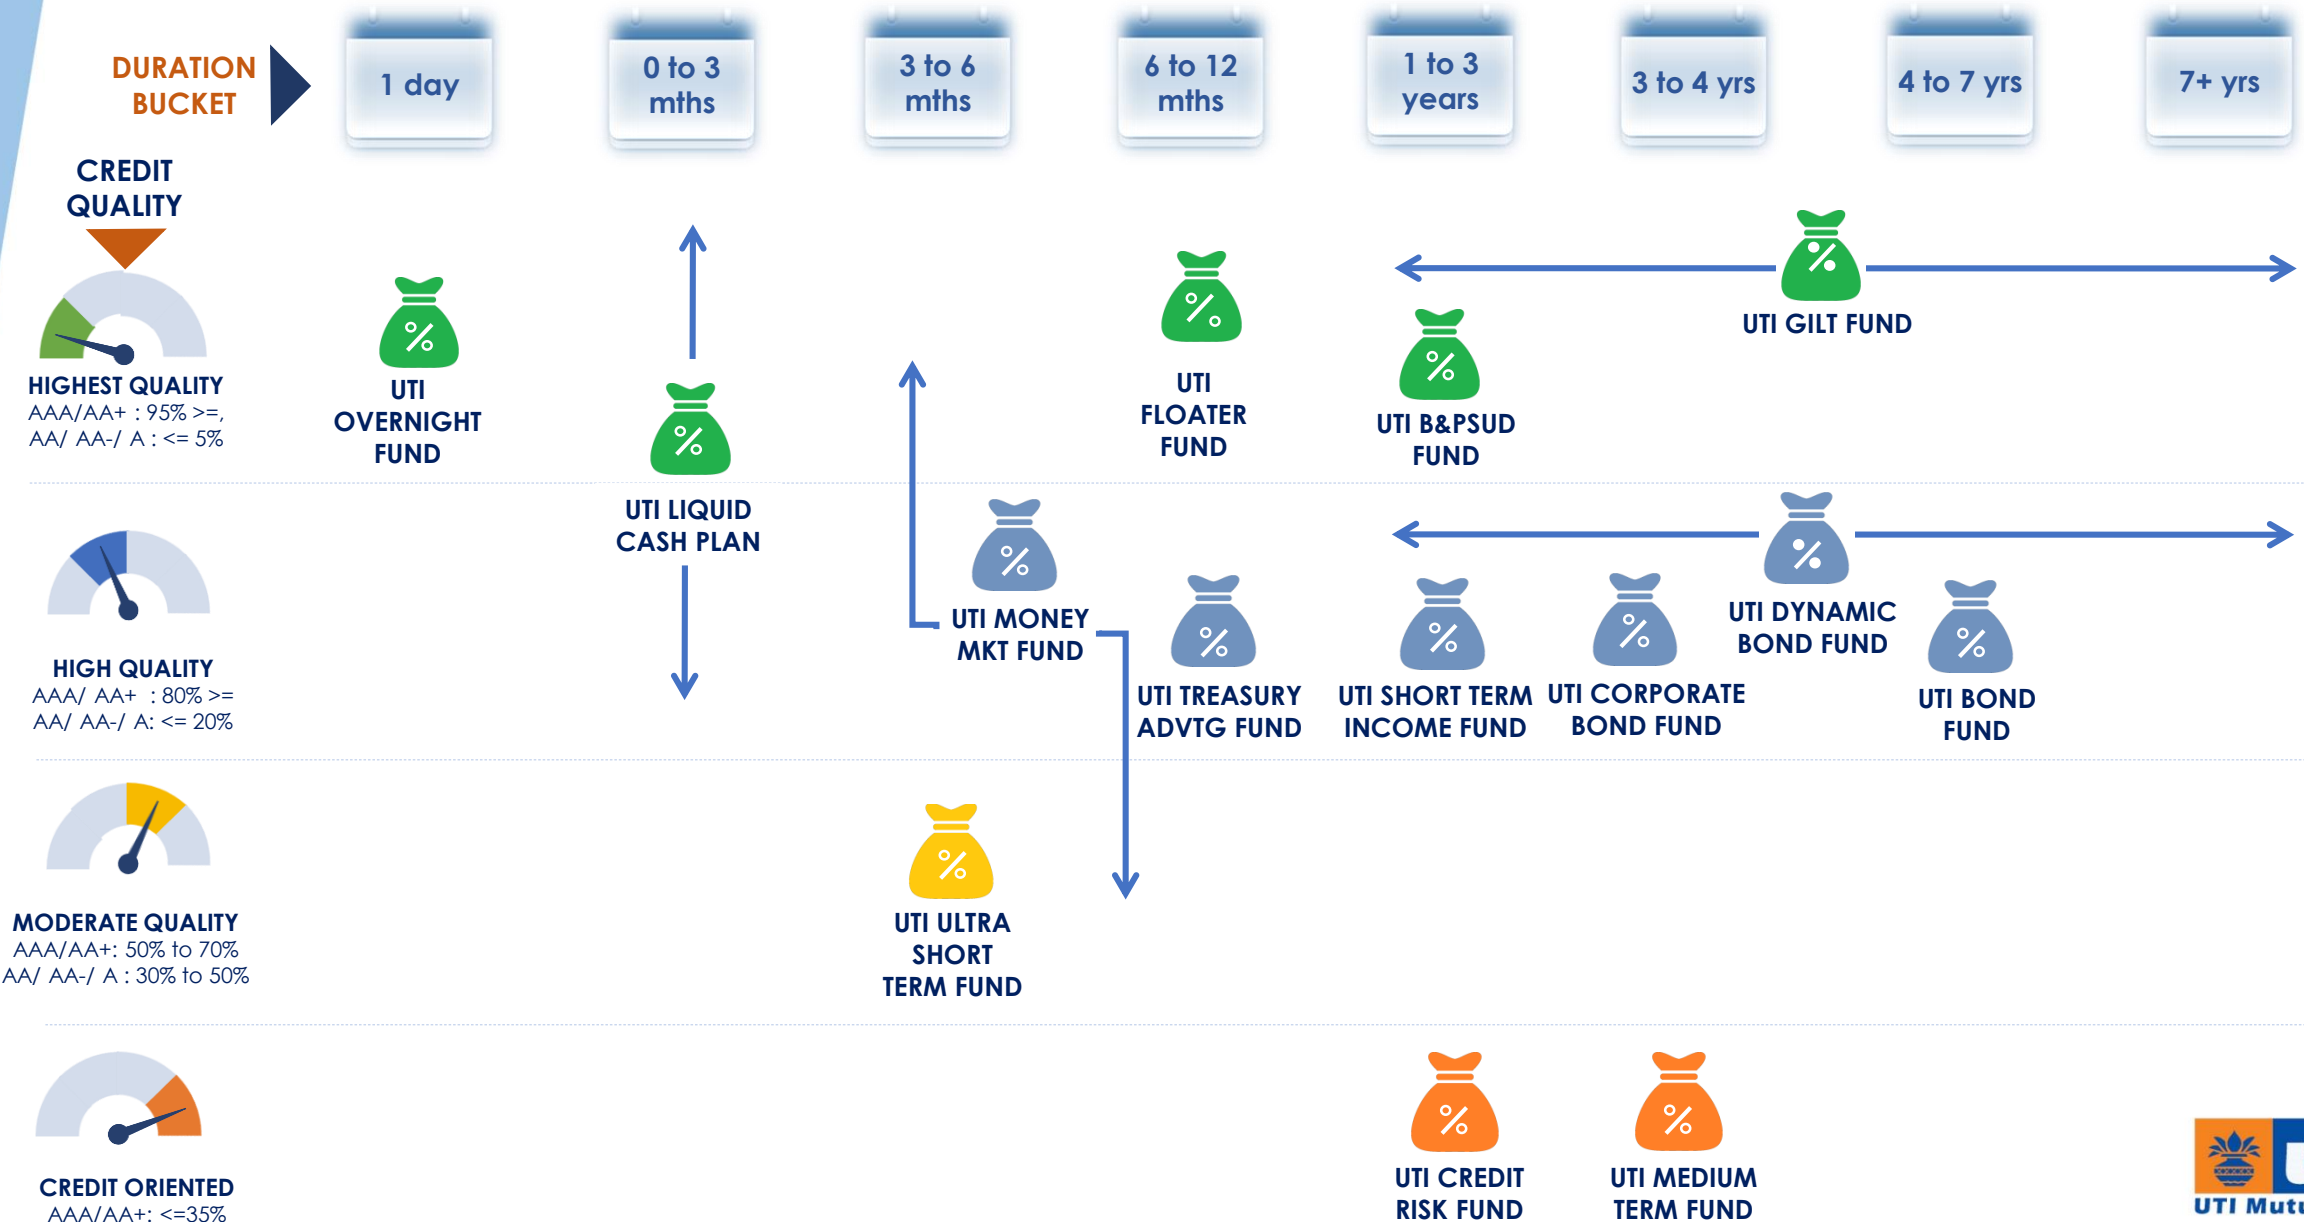 DURATION
BUCKET
1 day
0 to 3
mths
3 to 6
mths
6 to 12
mths
1 to 3
years
3 to 4 yrs
4 to 7 yrs
7+ yrs
CREDIT
QUALITY
HIGHEST QUALITY
AAA/AA+ : 95% >=,
AA/ AA-/ A : <= 5%
UTI
OVERNIGHT
FUND
UTI LIQUID
CASH PLAN
UTI
FLOATER
FUND
UTI B&PSUD
FUND
UTI GILT FUND
HIGH QUALITY
AAA/ AA+ : 80% >=
AA/ AA-/ A: <= 20%
UTI MONEY
MKT FUND
UTI TREASURY
ADVTG FUND
UTI SHORT TERM
INCOME FUND
UTI CORPORATE
BOND FUND
UTI DYNAMIC
BOND FUND
UTI BOND
FUND
MODERATE QUALITY
AAA/AA+: 50% to 70%
AA/ AA-/ A : 30% to 50%
UTI ULTRA
SHORT
TERM FUND
CREDIT ORIENTED
AAA/AA+: <=35%
UTI CREDIT
RISK FUND
UTI MEDIUM
TERM FUND
UTI